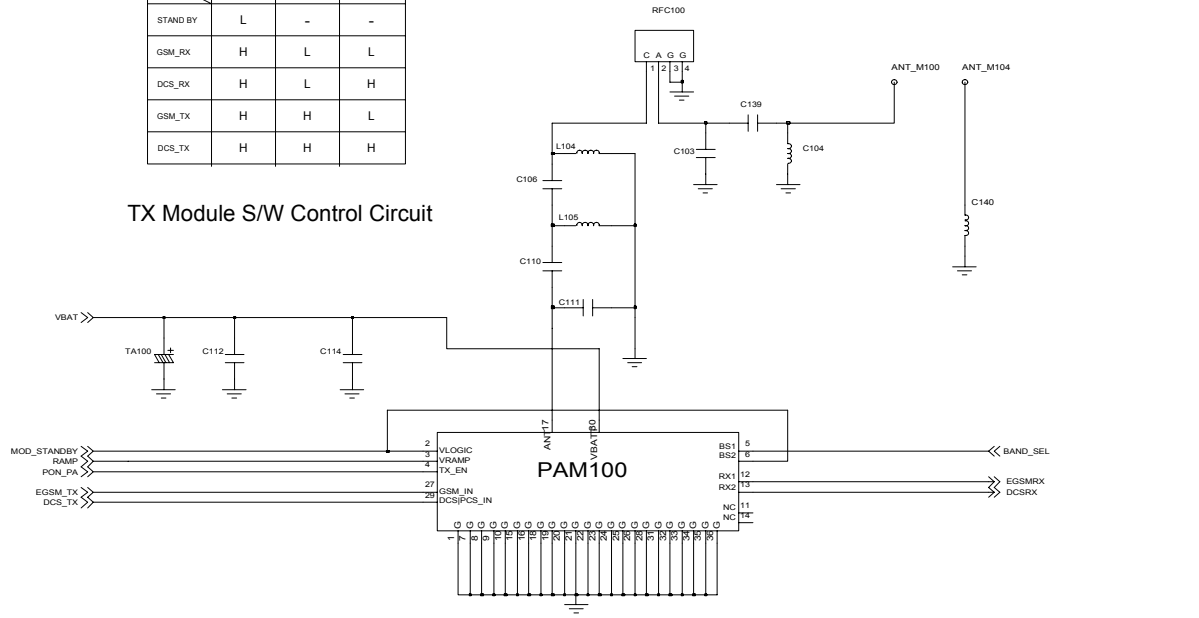 STAND BY L - -
GSM_RX H L L
DCS_RX H L H
GSM_TX H H L
DCS_TX H H H
TX Module S/W Control Circuit
RFC100
C A G G
1 2 3 4
ANT_M100
ANT_M104
C139
C103
C104
C140
L104
C106
L105
C110
C111
VBAT
TA100
+
C112
C114
MOD_STANDBY
RAMP
PON_PA
EGSM_TX
DCS_TX
2 VLOGIC
3 VRAMP
4 TX_EN
27 GSM_IN
29 DCS|PCS_IN
ANT 17
VBATT 30
PAM100
BS1 5
BS2 6
RX1 12
RX2 13
NC 11
NC 14
BAND_SEL
EGSMRX
DCSRX
G G G G G G G G G G G G G G G G G G G G G G G
1 7 8 9 10 15 16 18 19 20 21 22 23 24 25 26 28 31 32 33 34 35 36